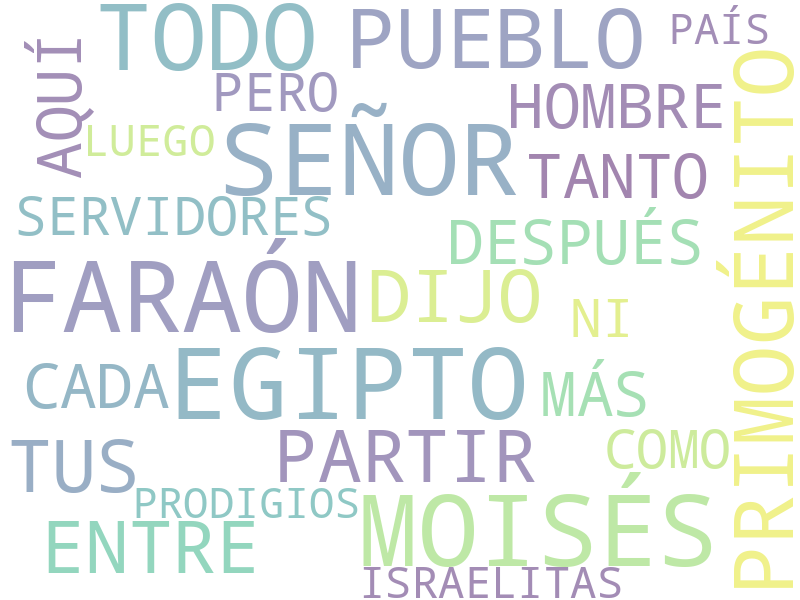 TODO
PUEBLO
PAÍS
AQUÍ
PERO
HOMBRE
LUEGO
SEÑOR
TANTO
PRIMOGÉNITO
SERVIDORES
DESPUÉS
FARAÓN
DIJO
NI
CADA
EGIPTO
MÁS
TUS
PARTIR
COMO
PRODIGIOS
MOISÉS
ENTRE
ISRAELITAS